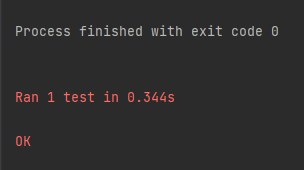 Process finished with exit code 0
Ran 1 test in 0.344s
OK